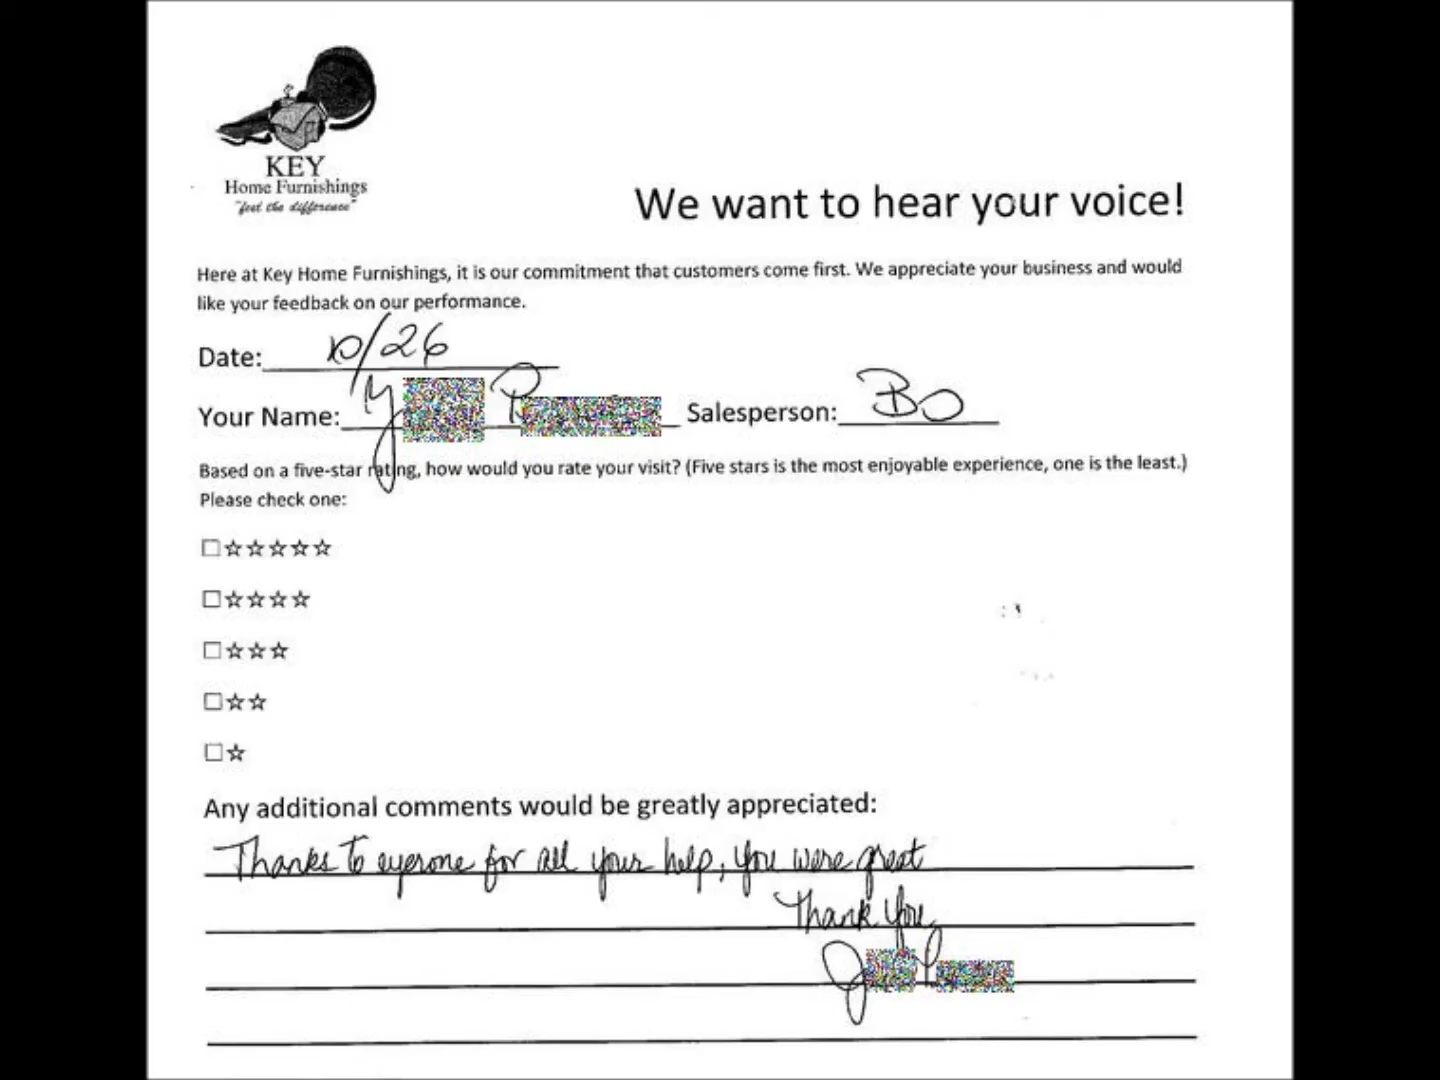 KEY
Home Furnishings
"feel the difference"
We want to hear your voice!
Here at Key Home Furnishings, it is our commitment that customers come first. We appreciate your business and would
like your feedback on our performance.
Date: 10/26
Your Name: Y P Salesperson: BO
Based on a five-star rating, how would you rate your visit? (Five stars is the most enjoyable experience, one is the least.)
Please check one:
☐☆☆☆☆☆
☐☆☆☆☆
☐☆☆☆
☐☆☆
☐☆
Any additional comments would be greatly appreciated:
Thanks to eyerone for all your help, you were great
Thank You,